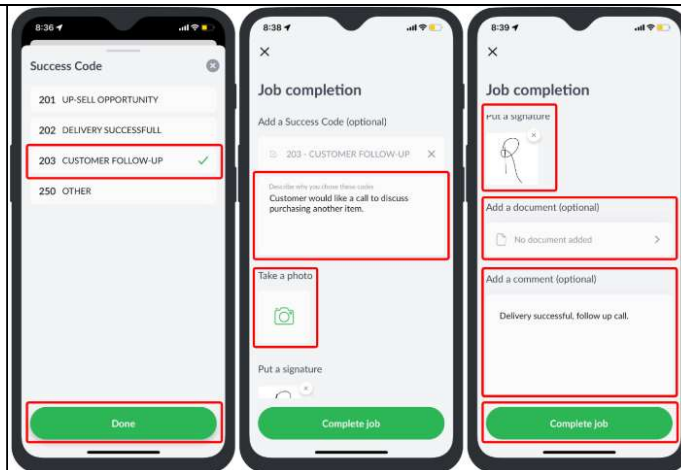 8:36
Success Code
201 UP-SELL OPPORTUNITY
202 DELIVERY SUCCESSFULL
203 CUSTOMER FOLLOW-UP
250 OTHER
Done
8:38
Job completion
Add a Success Code (optional)
203 - CUSTOMER FOLLOW-UP
Describe why you chose these codes
Customer would like a call to discuss
purchasing another item.
Take a photo
Put a signature
Complete job
8:39
Job completion
Put a signature
Add a document (optional)
No document added
Add a comment (optional)
Delivery successful, follow up call.
Complete job